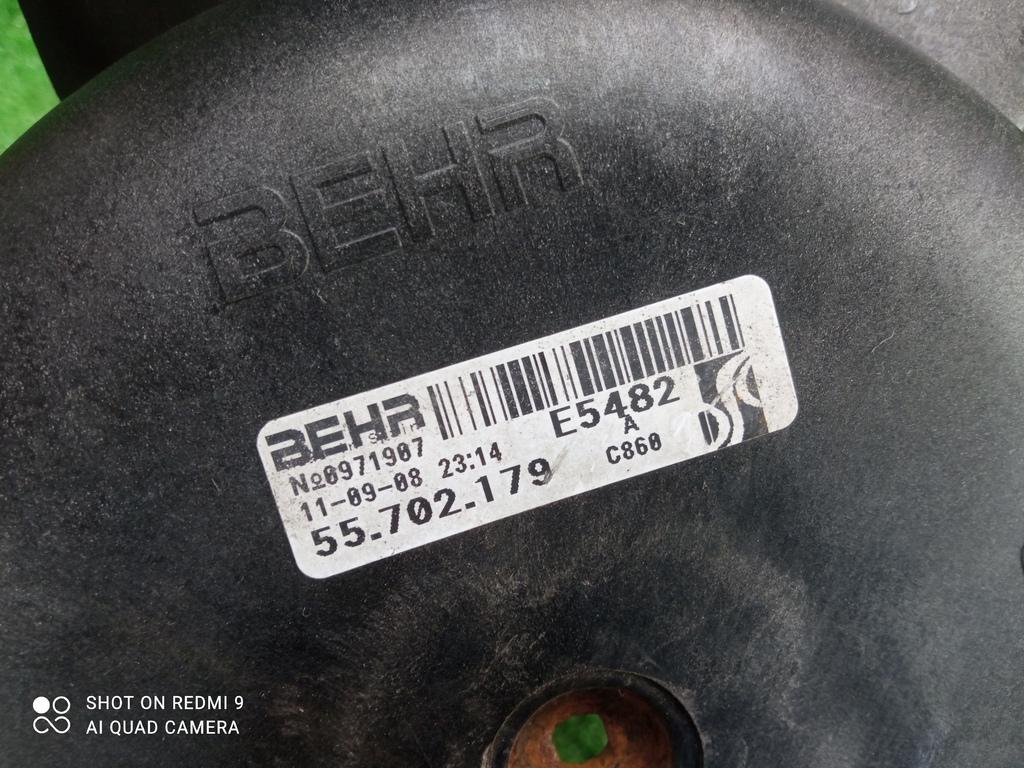 BEHR
BEHR
E5482
Nº0971907
A
11-09-08 23:14
C860
55.702.179
SHOT ON REDMI 9
AI QUAD CAMERA